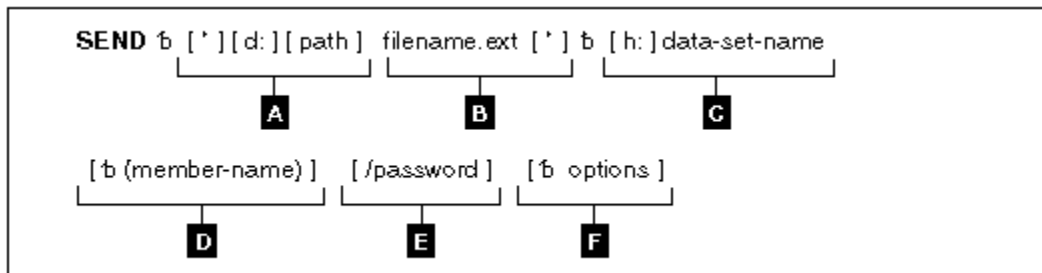 SEND ƀ ['][d:][path] filename.ext ['] ƀ [h:]data-set-name
A B C
[ƀ (member-name)] [/password] [ƀ options]
D E F